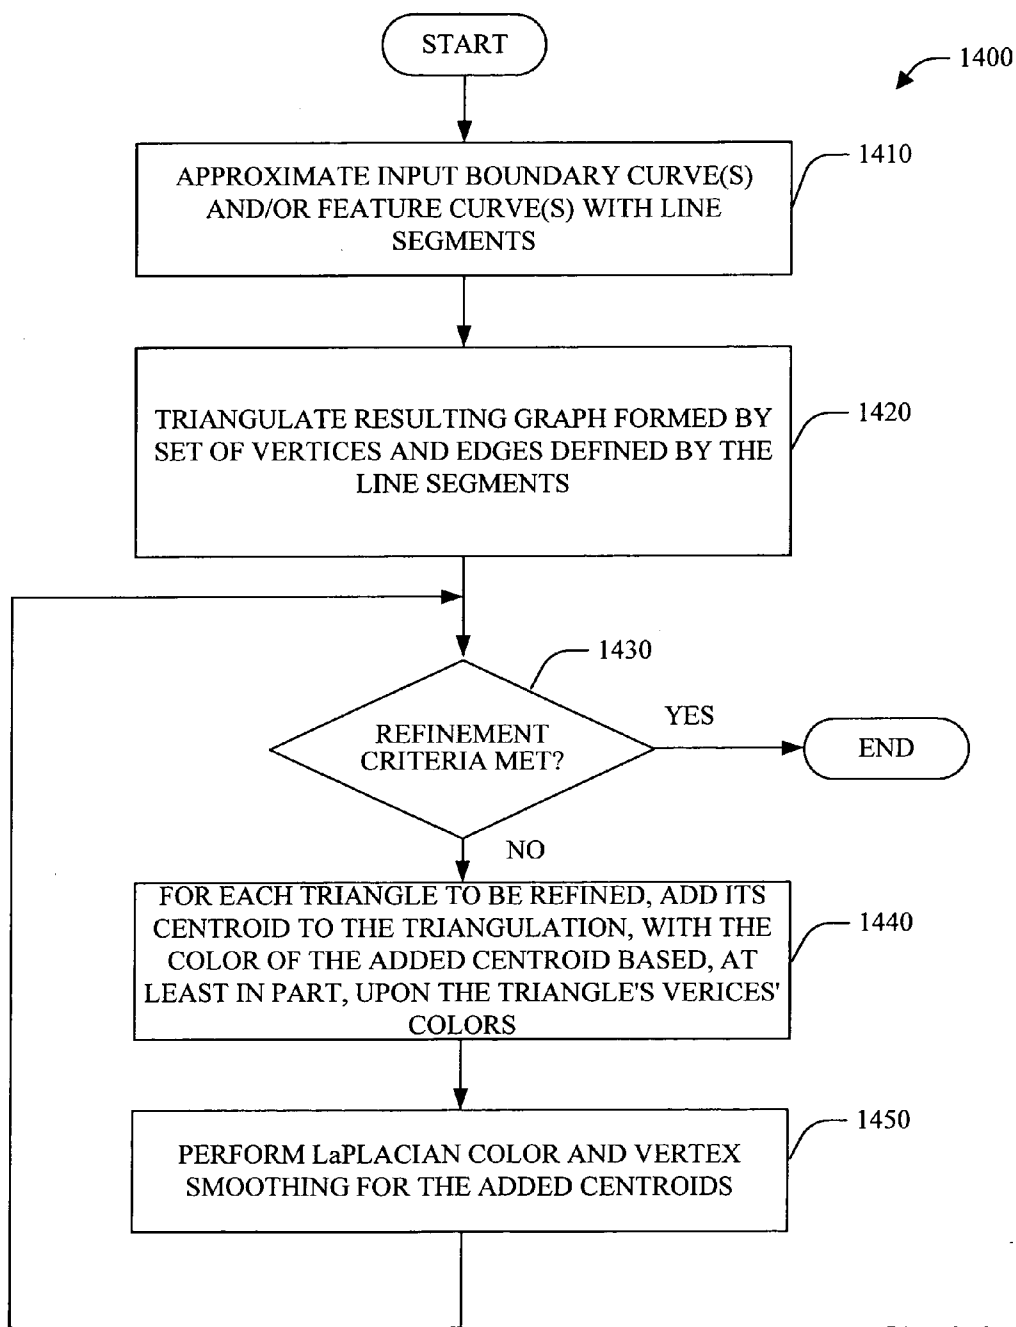 START
1400
APPROXIMATE INPUT BOUNDARY CURVE(S)
AND/OR FEATURE CURVE(S) WITH LINE
SEGMENTS
1410
TRIANGULATE RESULTING GRAPH FORMED BY
SET OF VERTICES AND EDGES DEFINED BY THE
LINE SEGMENTS
1420
1430
REFINEMENT
CRITERIA MET?
YES
END
NO
FOR EACH TRIANGLE TO BE REFINED, ADD ITS
CENTROID TO THE TRIANGULATION, WITH THE
COLOR OF THE ADDED CENTROID BASED, AT
LEAST IN PART, UPON THE TRIANGLE'S VERICES'
COLORS
1440
PERFORM LaPLACIAN COLOR AND VERTEX
SMOOTHING FOR THE ADDED CENTROIDS
1450